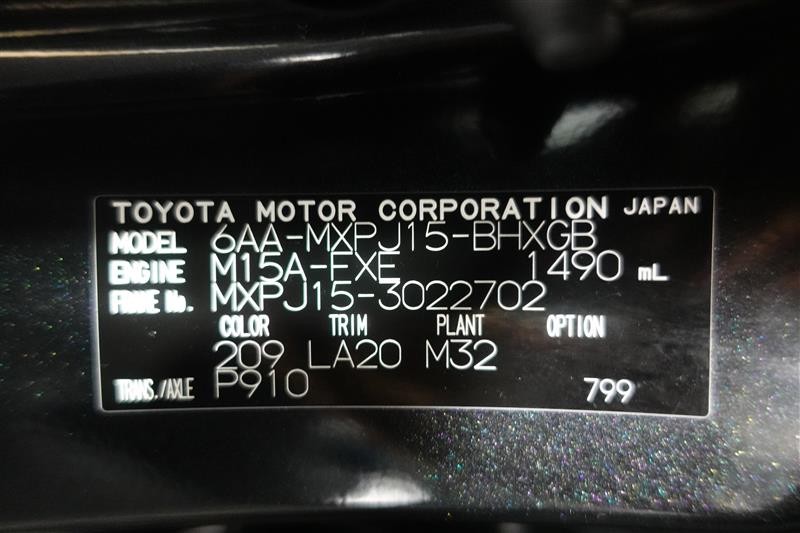 TOYOTA MOTOR CORPORATION JAPAN
MODEL 6AA-MXPJ15-BHXGB
ENGINE M15A-FXE 1490 mL
FRAME No. MXPJ15-3022702
COLOR TRIM PLANT OPTION
209 LA20 M32
TRANS./AXLE P910 799